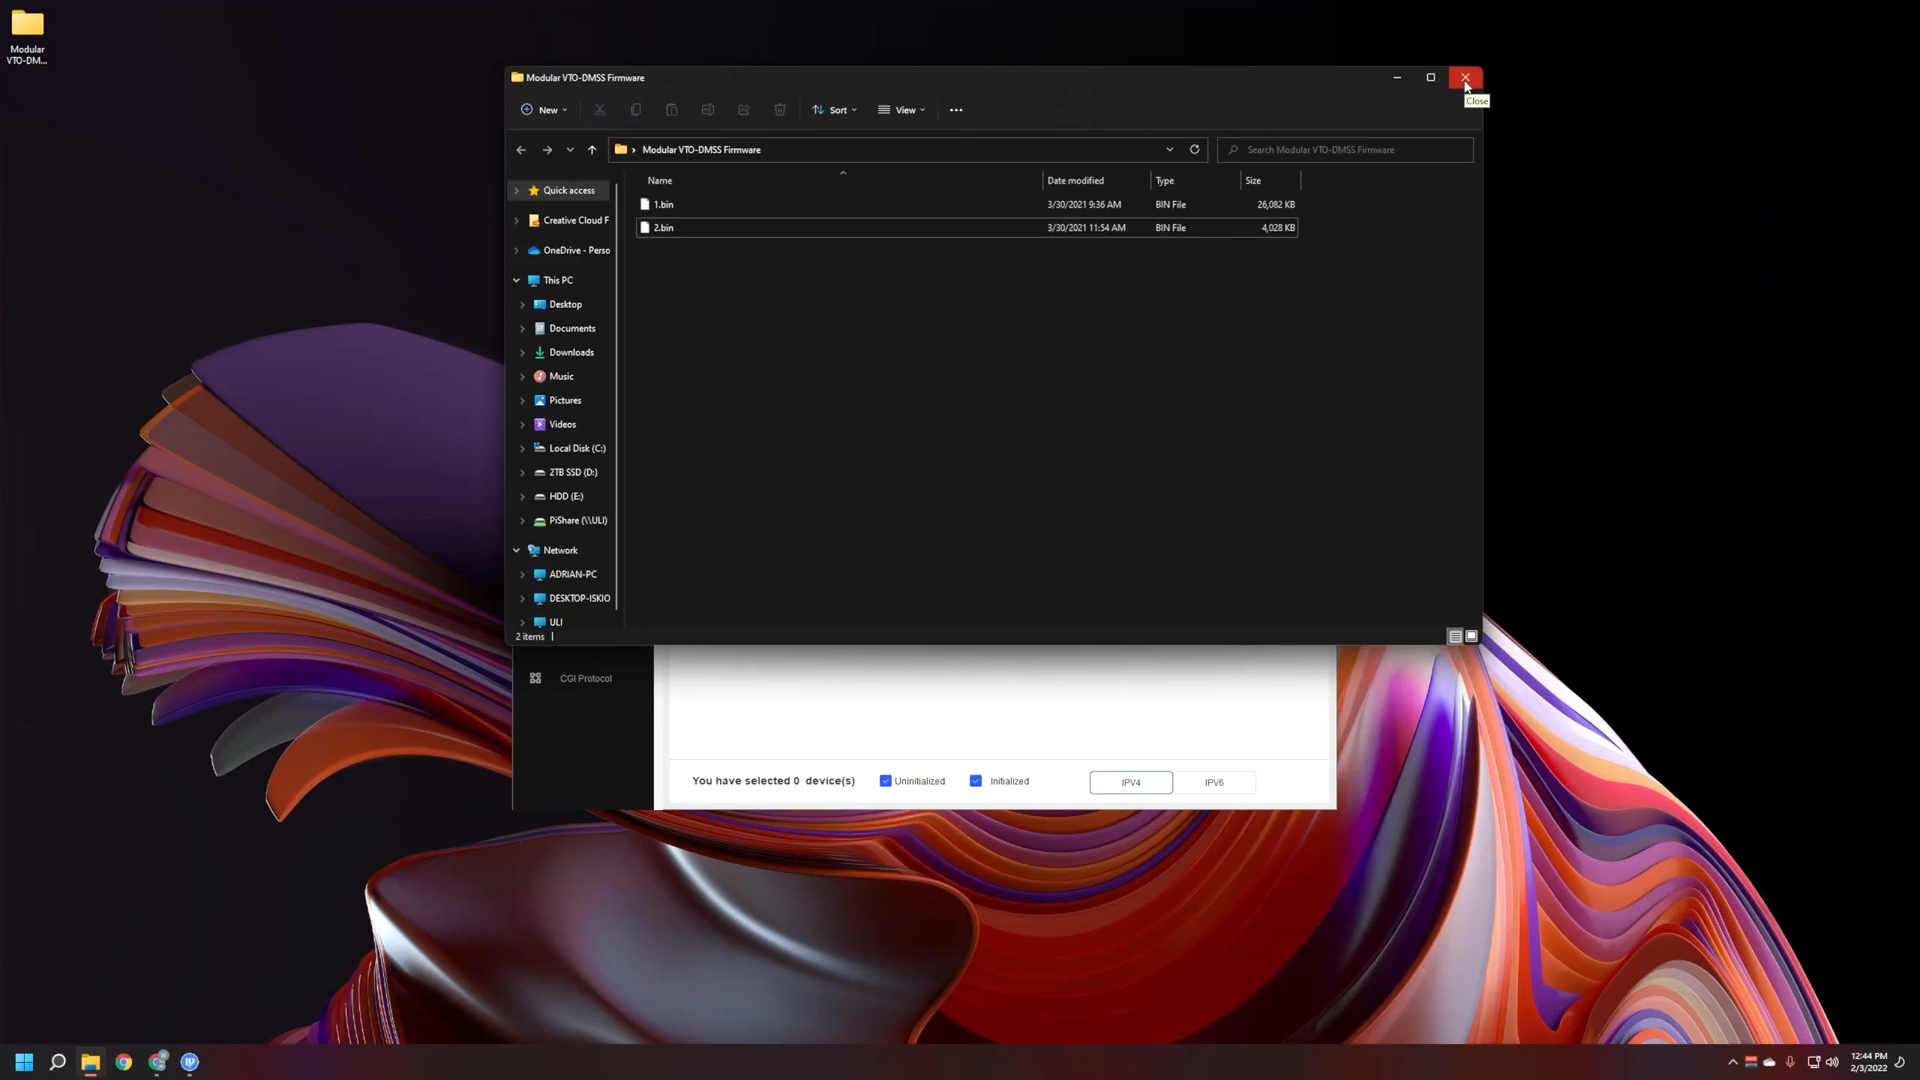 Modular
VTO-DM...
Modular VTO-DMSS Firmware
Close
New
Sort
View
Modular VTO-DMSS Firmware
Search Modular VTO-DMSS Firmware
Name
Date modified
Type
Size
1.bin
3/30/2021 9:36 AM
BIN File
26,082 KB
2.bin
3/30/2021 11:54 AM
BIN File
4,028 KB
Quick access
Creative Cloud F
OneDrive - Perso
This PC
Desktop
Documents
Downloads
Music
Pictures
Videos
Local Disk (C:)
2TB SSD (D:)
HDD (E:)
PiShare (\\ULI)
Network
ADRIAN-PC
DESKTOP-ISKIO
ULI
2 items
CGI Protocol
You have selected 0 device(s)
Uninitialized
Initialized
IPV4
IPV6
12:44 PM
2/3/2022